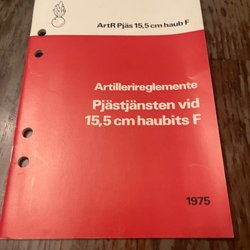 ArtR Pjäs 15,5 cm haub F
Artillerireglemente
Pjästjänsten vid
15,5 cm haubits F
1975